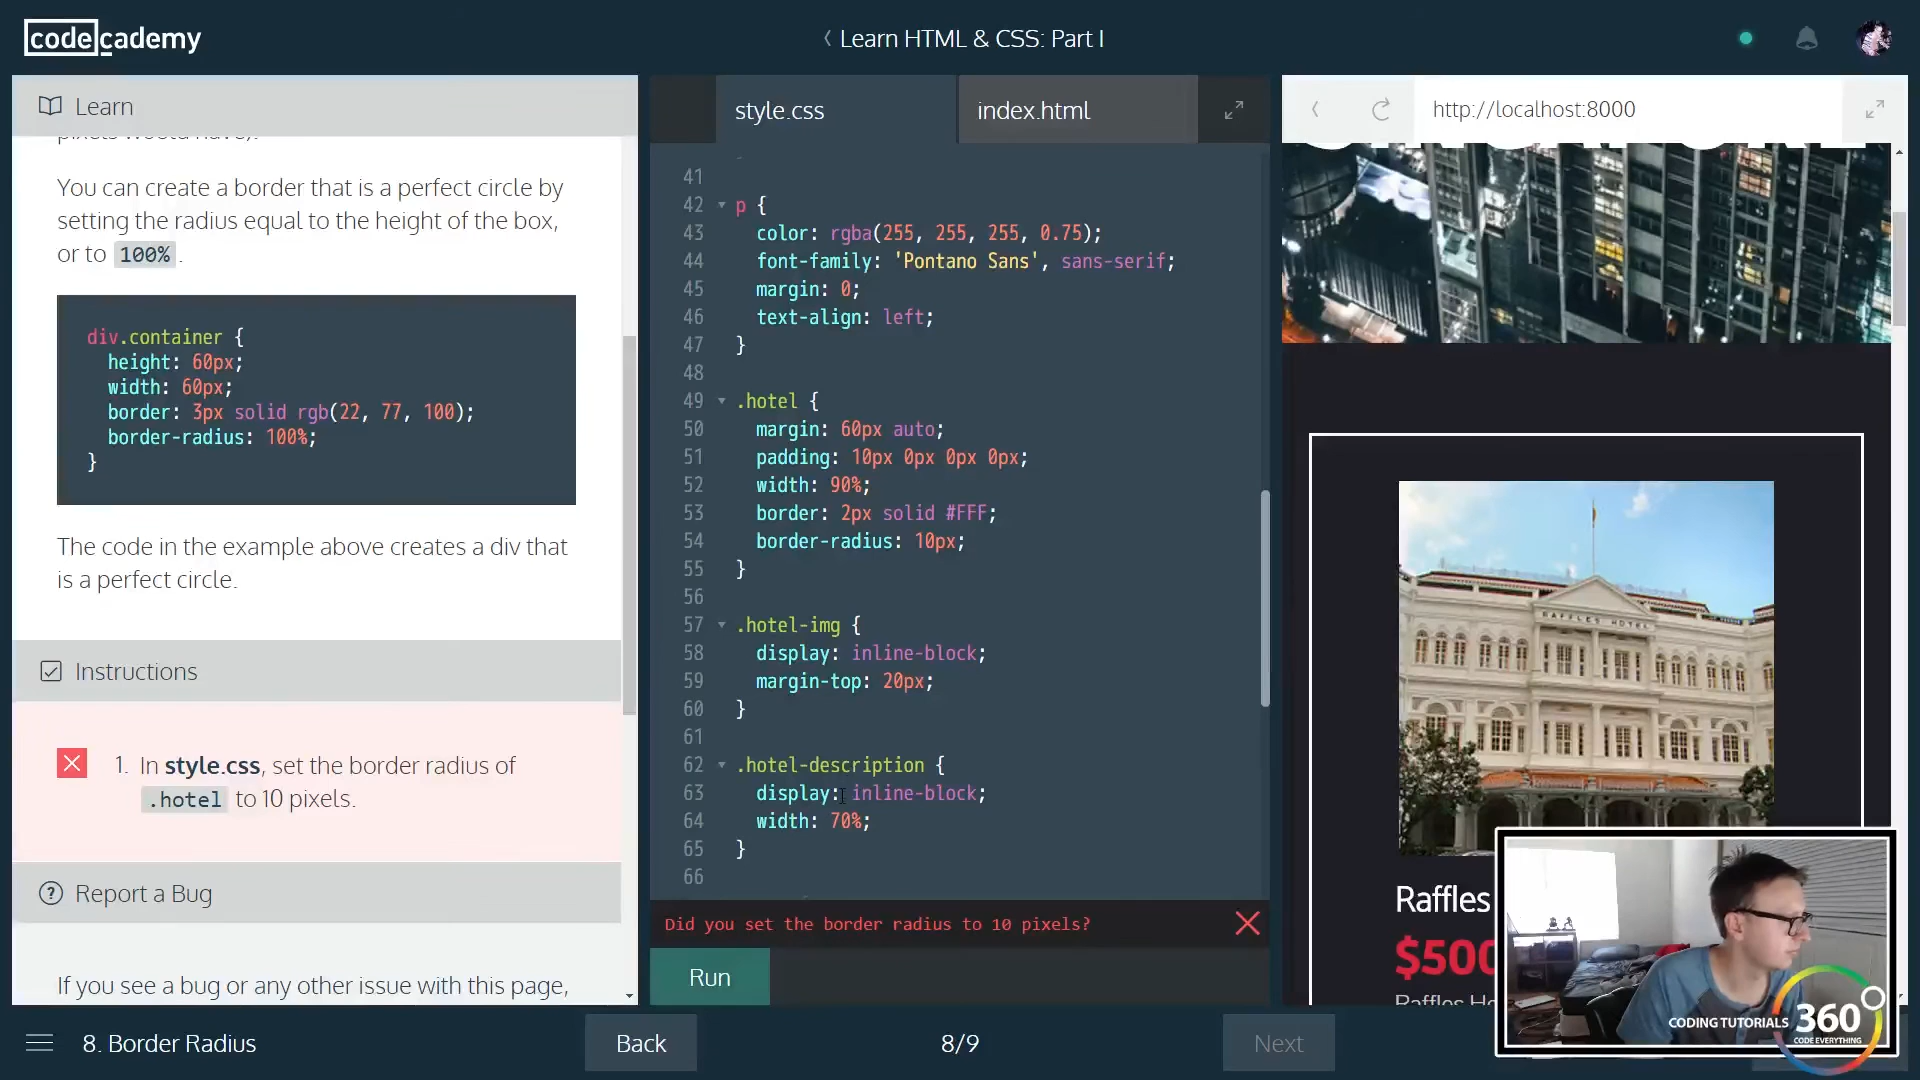 codecademy
Learn HTML & CSS: Part I
Learn
You can create a border that is a perfect circle by
setting the radius equal to the height of the box,
or to 100% .
div.container {
height: 60px;
width: 60px;
border: 3px solid rgb(22, 77, 100);
border-radius: 100%;
}
The code in the example above creates a div that
is a perfect circle.
Instructions
1. In style.css, set the border radius of
.hotel to 10 pixels.
Report a Bug
If you see a bug or any other issue with this page,
style.css
index.html
41
42 p {
43 color: rgba(255, 255, 255, 0.75);
44 font-family: 'Pontano Sans', sans-serif;
45 margin: 0;
46 text-align: left;
47 }
48
49 .hotel {
50 margin: 60px auto;
51 padding: 10px 0px 0px 0px;
52 width: 90%;
53 border: 2px solid #FFF;
54 border-radius: 10px;
55 }
56
57 .hotel-img {
58 display: inline-block;
59 margin-top: 20px;
60 }
61
62 .hotel-description {
63 display: inline-block;
64 width: 70%;
65 }
66
Did you set the border radius to 10 pixels?
Run
http://localhost:8000
RAFFLES HOTEL
Raffles
$500
Raffles Ho
CODING TUTORIALS 360°
CODE EVERYTHING
8. Border Radius
Back
8/9
Next